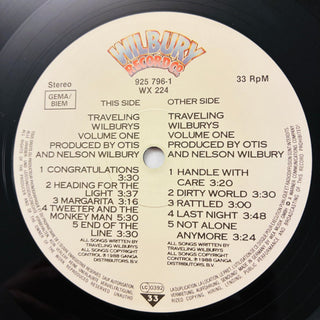 WILBURY
RECORD CO.
925 796-1
WX 224
Stereo
33 RPM
GEMA/
BIEM
THIS SIDE
TRAVELING
WILBURYS
VOLUME ONE
PRODUCED BY OTIS
AND NELSON WILBURY
1 CONGRATULATIONS
3:30
2 HEADING FOR THE
LIGHT 3:37
3 MARGARITA 3:16
4 TWEETER AND THE
MONKEY MAN 5:30
5 END OF THE
LINE 3:30
ALL SONGS WRITTEN BY
TRAVELING WILBURYS
ALL SONGS COPYRIGHT
CONTROL ©1988 GANGA
DISTRIBUTORS B.V.
OTHER SIDE
TRAVELING
WILBURYS
VOLUME ONE
PRODUCED BY OTIS
AND NELSON WILBURY
1 HANDLE WITH
CARE 3:20
2 DIRTY WORLD 3:30
3 RATTLED 3:00
4 LAST NIGHT 3:48
5 NOT ALONE
ANYMORE 3:24
ALL SONGS WRITTEN BY
TRAVELING WILBURYS
ALL SONGS COPYRIGHT
CONTROL ©1988 GANGA
DISTRIBUTORS B.V.
LC 0392
33